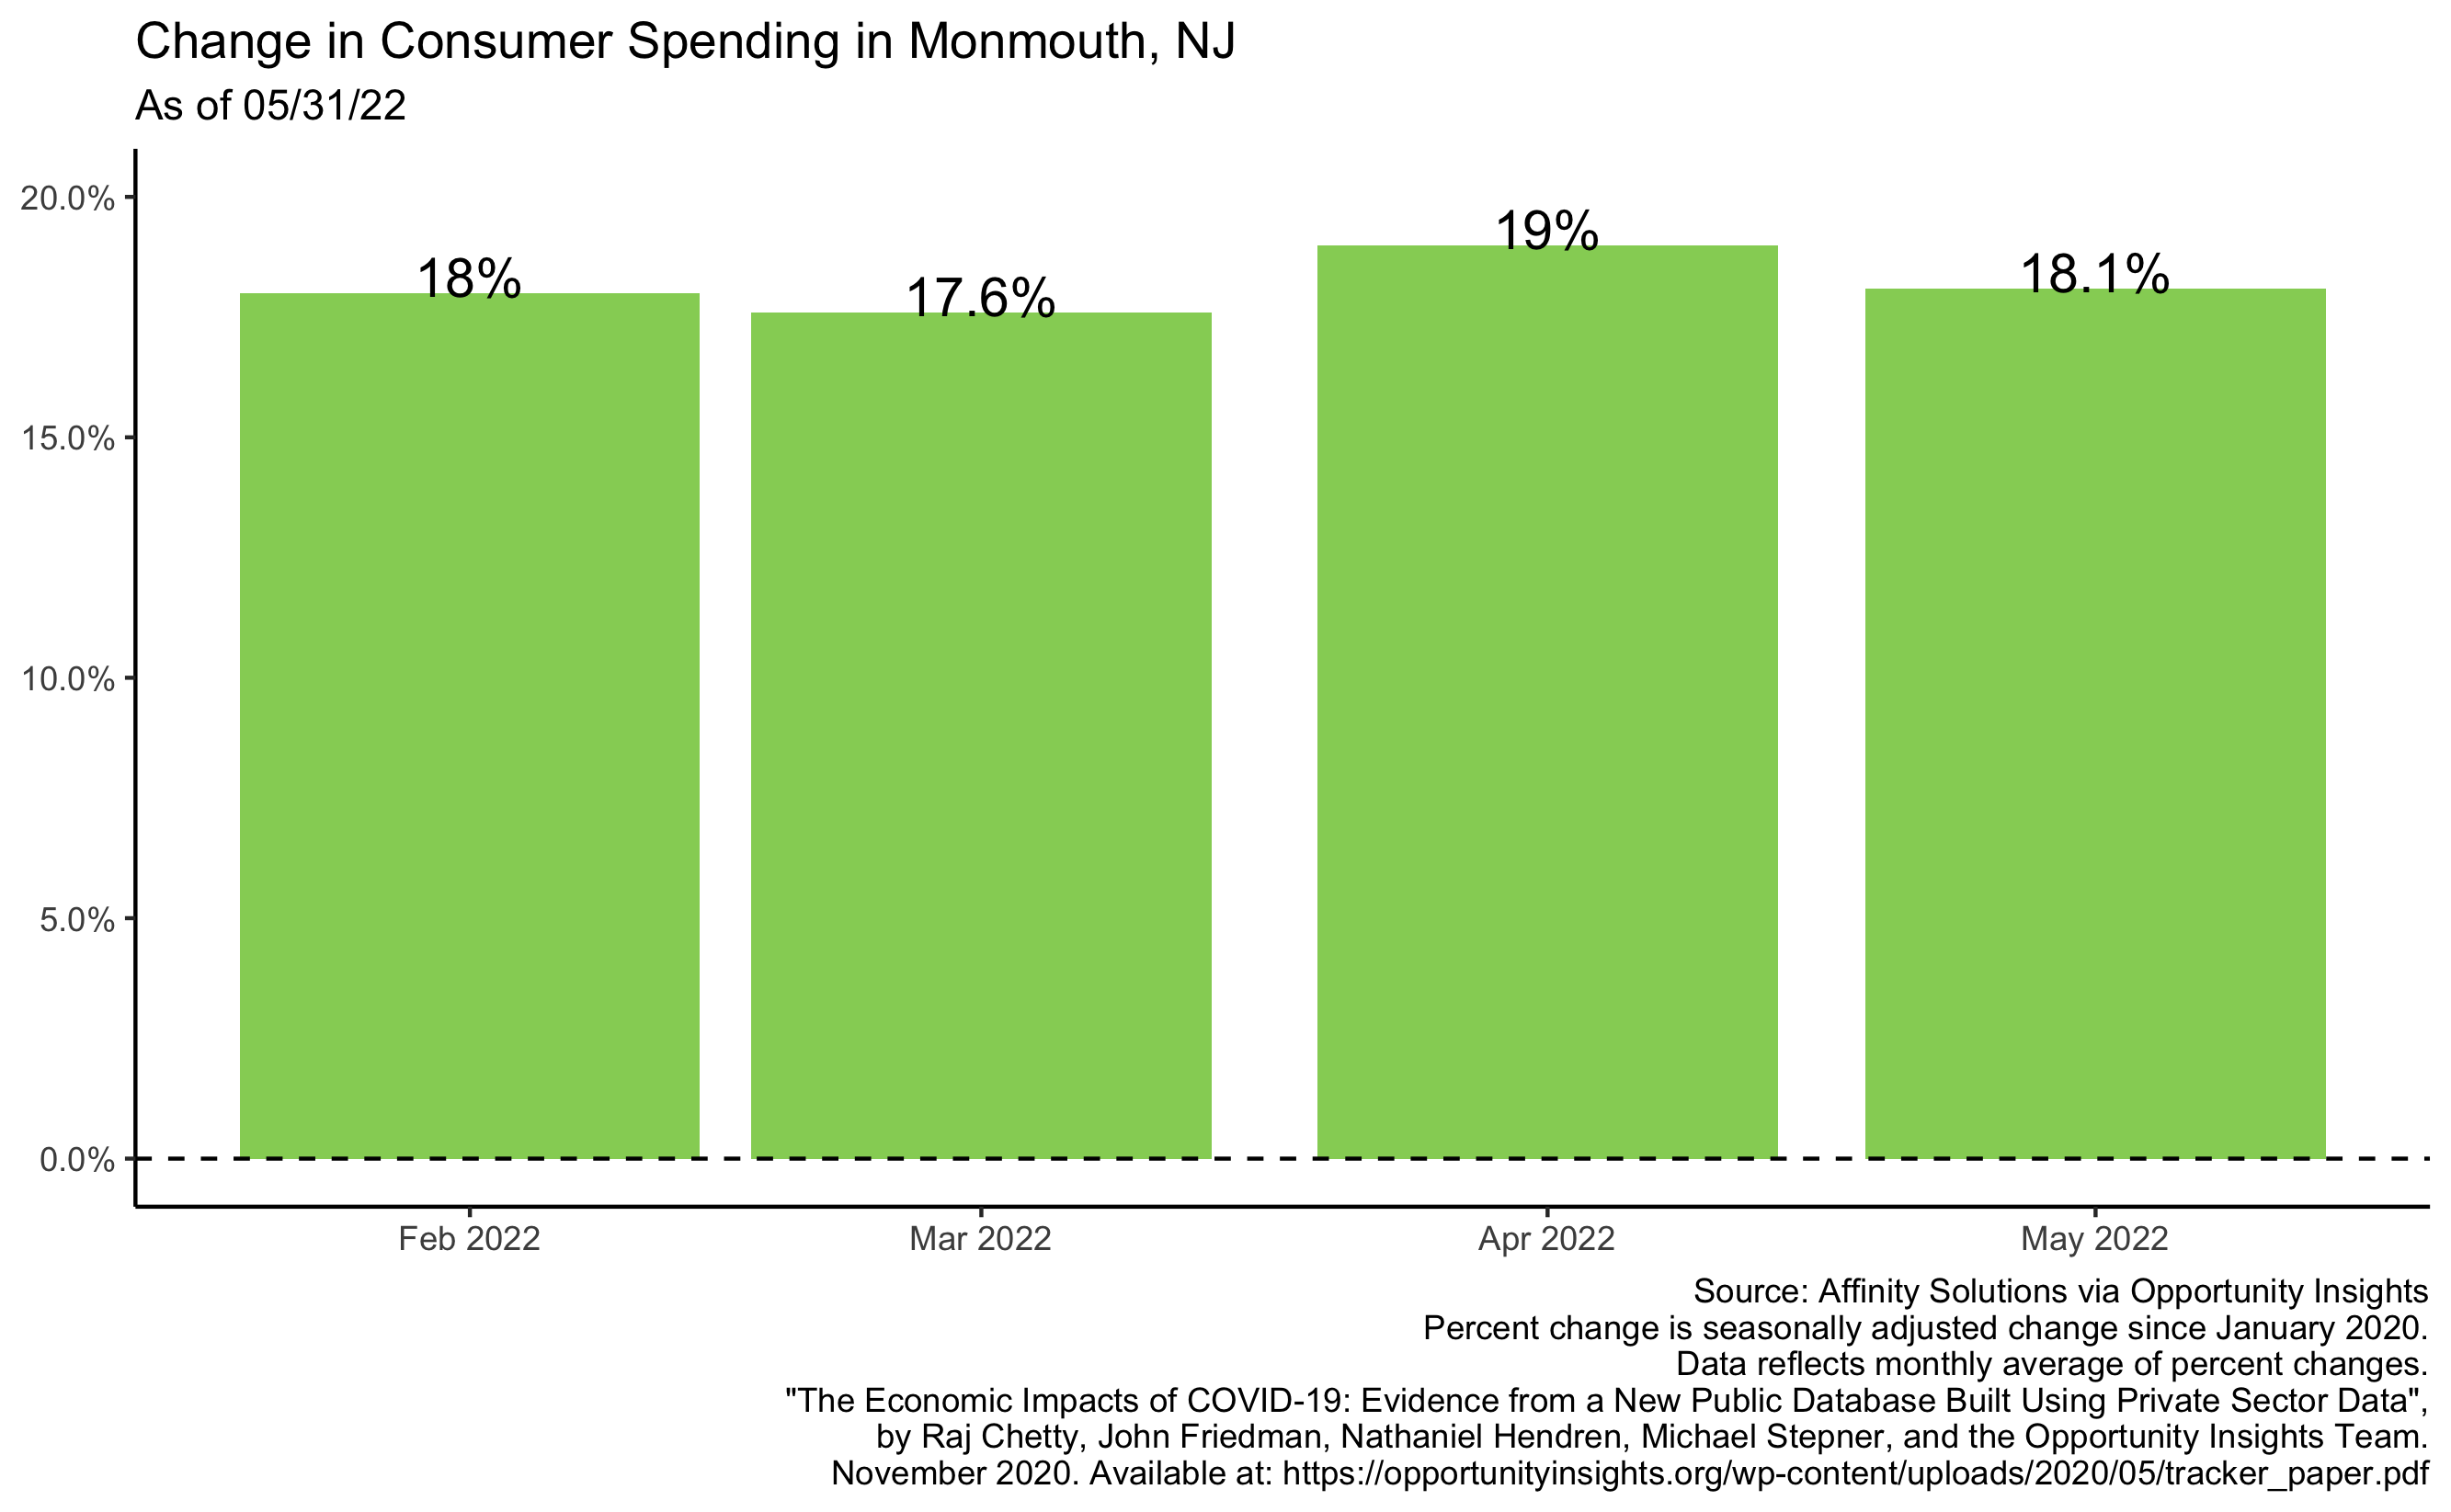 Change in Consumer Spending in Monmouth, NJ
As of 05/31/22
20.0%
15.0%
10.0%
5.0%
0.0%
18%
17.6%
19%
18.1%
Feb 2022
Mar 2022
Apr 2022
May 2022
Source: Affinity Solutions via Opportunity Insights
Percent change is seasonally adjusted change since January 2020.
Data reflects monthly average of percent changes.
"The Economic Impacts of COVID-19: Evidence from a New Public Database Built Using Private Sector Data",
by Raj Chetty, John Friedman, Nathaniel Hendren, Michael Stepner, and the Opportunity Insights Team.
November 2020. Available at: https://opportunityinsights.org/wp-content/uploads/2020/05/tracker_paper.pdf